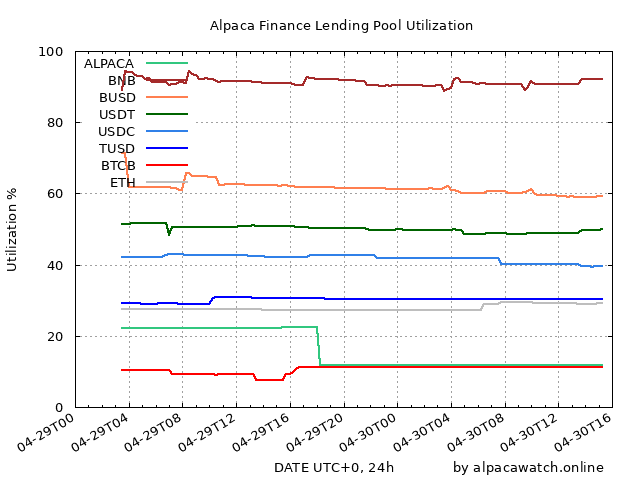 Alpaca Finance Lending Pool Utilization
100
80
60
40
20
0
Utilization %
ALPACA
BNB
BUSD
USDT
USDC
TUSD
BTCB
ETH
04-29T00
04-29T04
04-29T08
04-29T12
04-29T16
04-29T20
04-30T00
04-30T04
04-30T08
04-30T12
04-30T16
DATE UTC+0, 24h
by alpacawatch.online